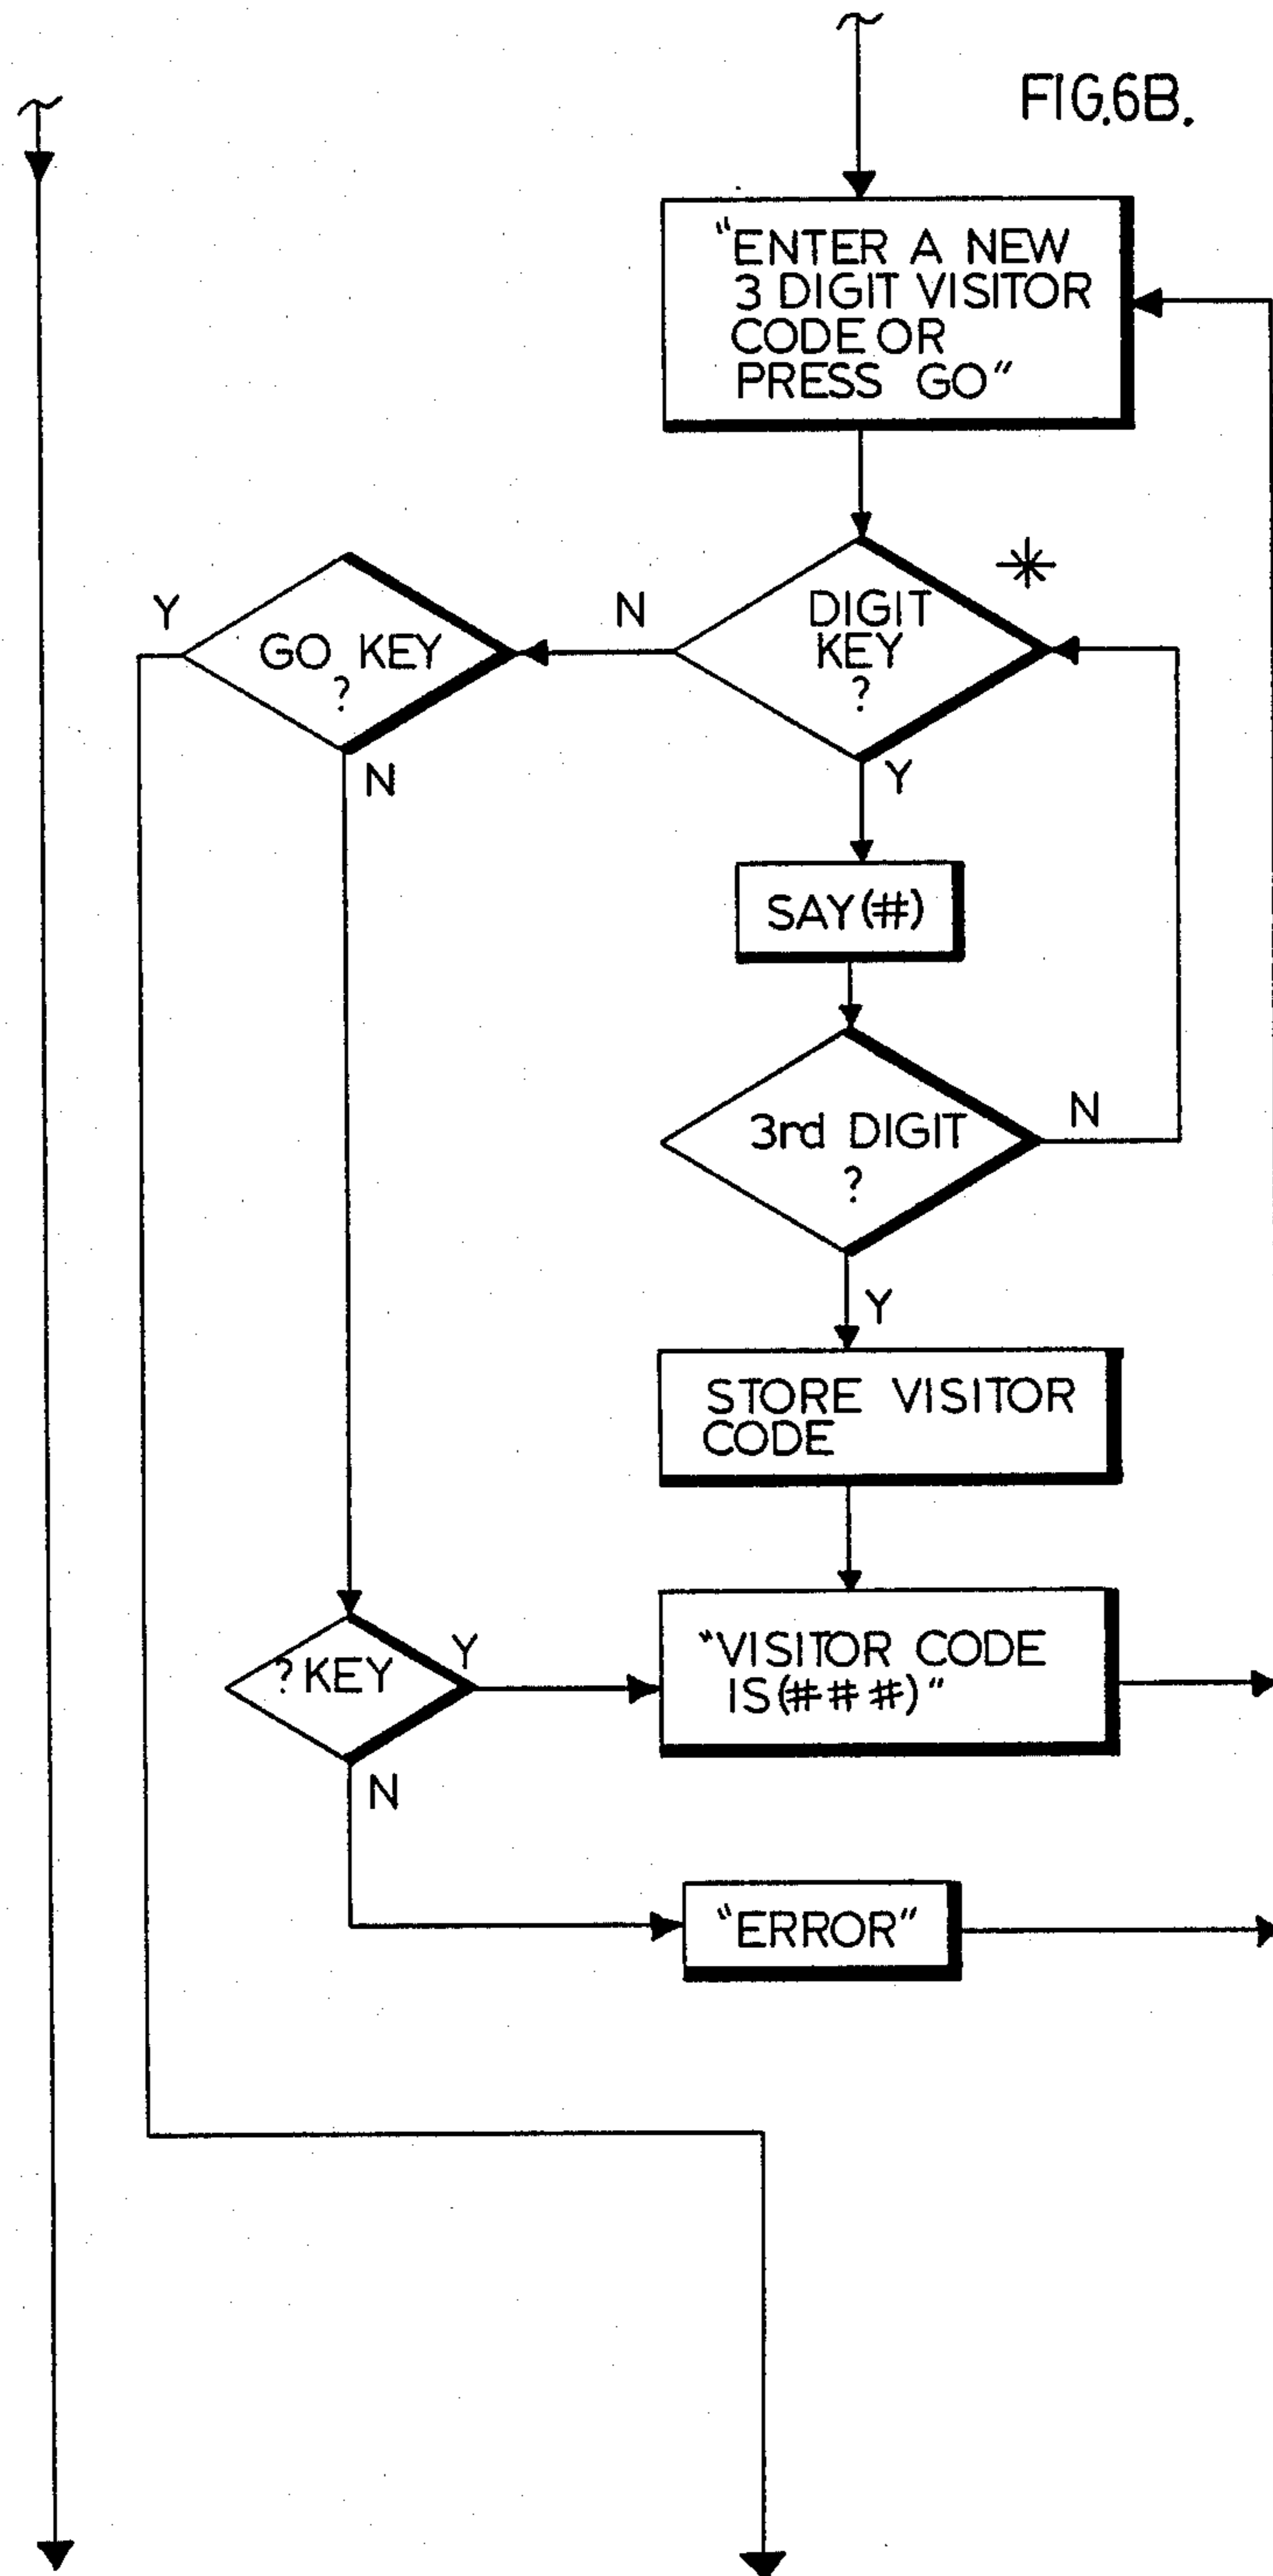 FIG.6B.
"ENTER A NEW
3 DIGIT VISITOR
CODE OR
PRESS GO"
*
DIGIT
KEY
?
N
Y
GO KEY
?
Y
N
SAY(#)
3rd DIGIT
?
N
Y
STORE VISITOR
CODE
? KEY
Y
N
"VISITOR CODE
IS(###)"
"ERROR"